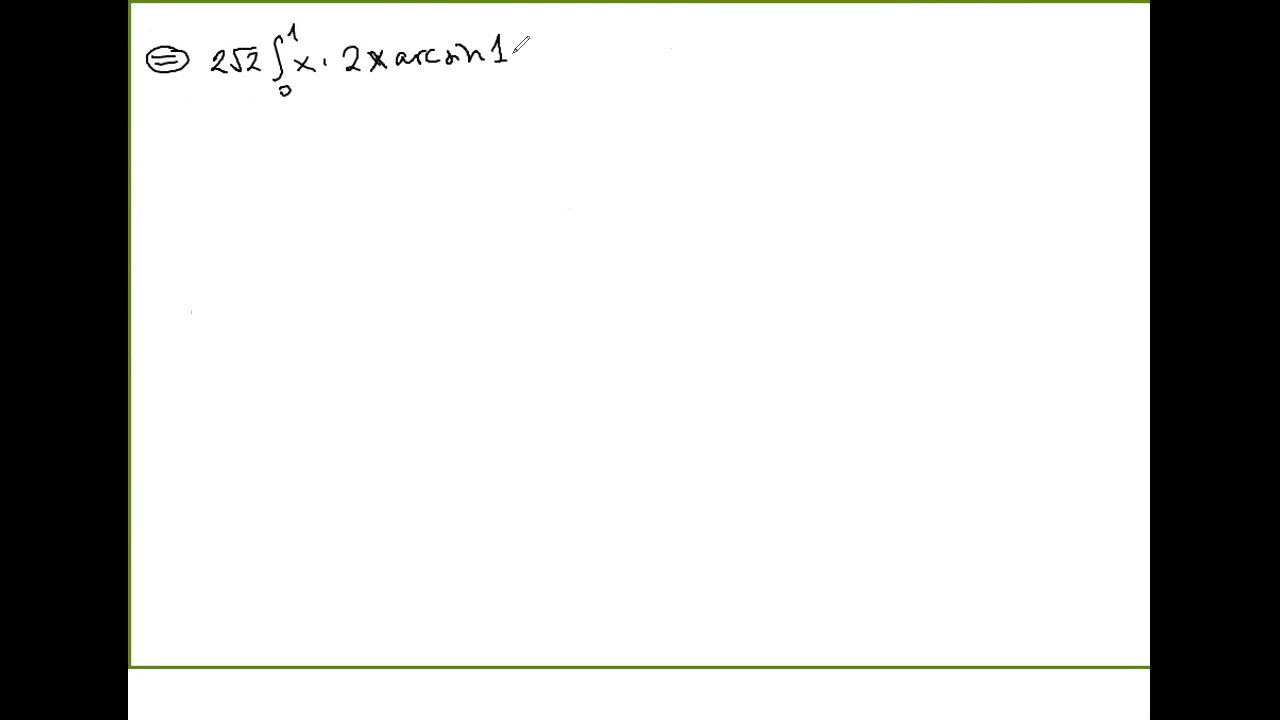 ⊜ 2√2 ∫₀¹ x · 2x arcsin 1